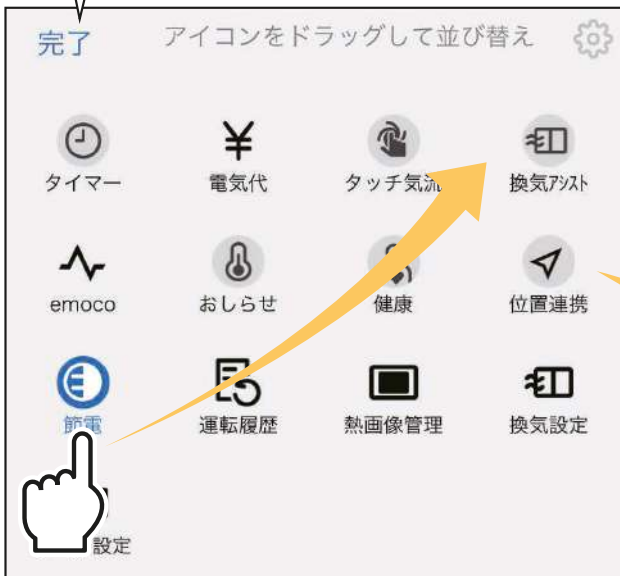 完了 アイコンをドラッグして並び替え
タイマー 電気代 タッチ気流 換気ｱｼｽﾄ
emoco おしらせ 健康 位置連携
節電 運転履歴 熱画像管理 換気設定
設定